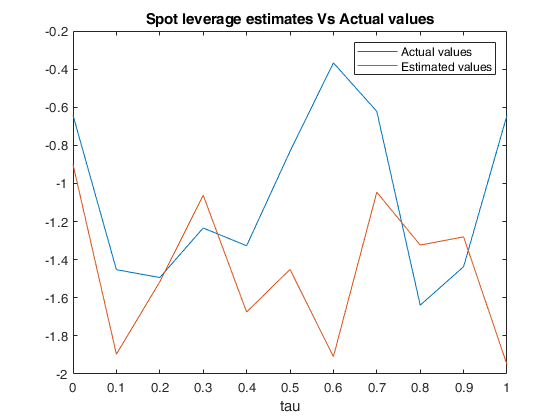 Spot leverage estimates Vs Actual values
Actual values
Estimated values
-0.2
-0.4
-0.6
-0.8
-1
-1.2
-1.4
-1.6
-1.8
-2
0 0.1 0.2 0.3 0.4 0.5 0.6 0.7 0.8 0.9 1
tau